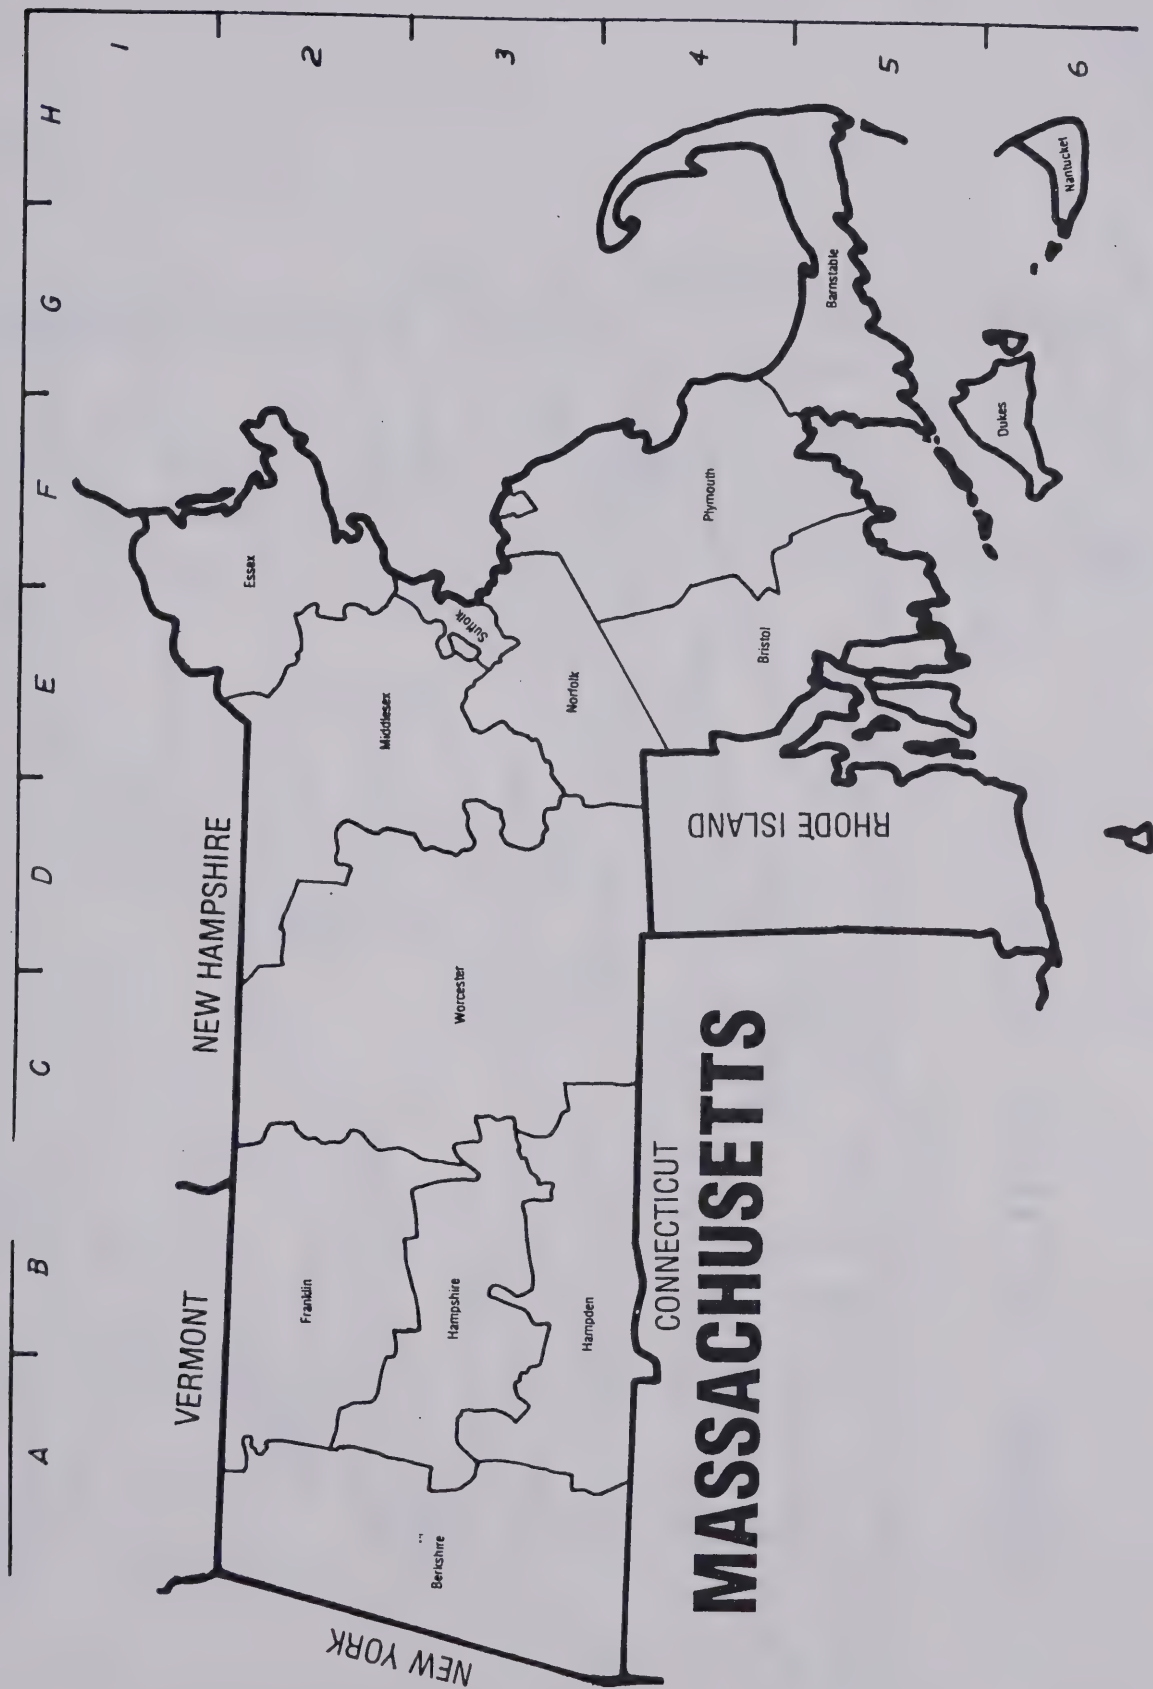 A B C D E F G H
1
2
3
4
5
6
VERMONT
NEW HAMPSHIRE
NEW YORK
Essex
Franklin
Middlesex
Suffolk
Berkshire
Hampshire
Worcester
Norfolk
Hampden
Plymouth
Bristol
Barnstable
CONNECTICUT
RHODE ISLAND
Dukes
Nantucket
MASSACHUSETTS